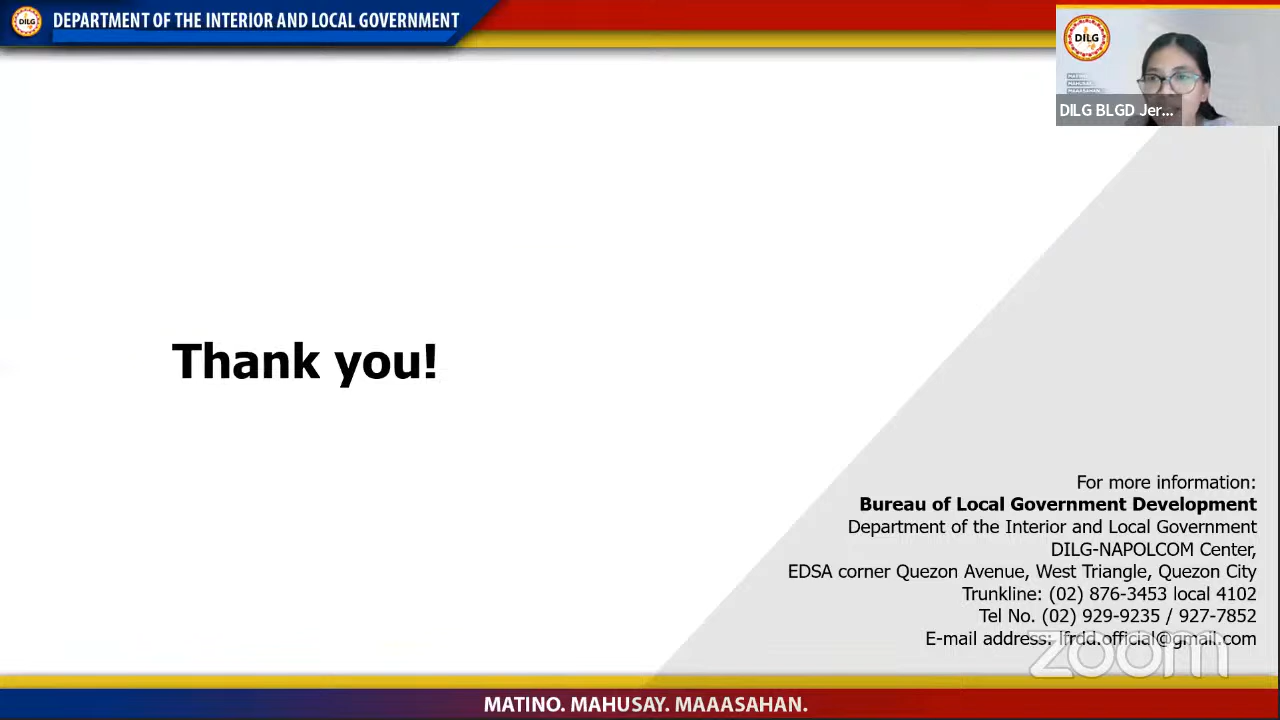 DILG
DEPARTMENT OF THE INTERIOR AND LOCAL GOVERNMENT
DILG
DILG BLGD Jer...
Thank you!
For more information:
Bureau of Local Government Development
Department of the Interior and Local Government
DILG-NAPOLCOM Center,
EDSA corner Quezon Avenue, West Triangle, Quezon City
Trunkline: (02) 876-3453 local 4102
Tel No. (02) 929-9235 / 927-7852
E-mail address: lfrdd.official@gmail.com
zoom
MATINO. MAHUSAY. MAAASAHAN.